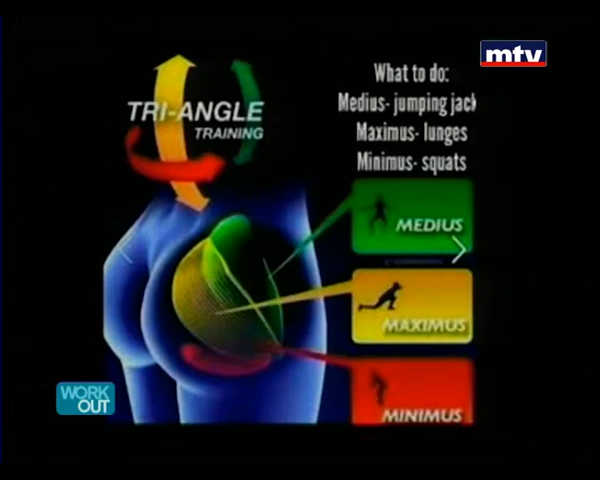 mtv
What to do:
Medius- jumping jack
Maximus- lunges
Minimus- squats
TRI-ANGLE
TRAINING
MEDIUS
MAXIMUS
MINIMUS
WORK
OUT